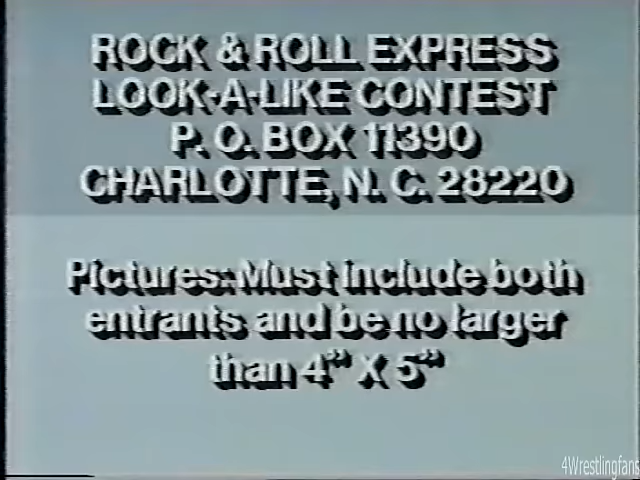 ROCK & ROLL EXPRESS
LOOK-A-LIKE CONTEST
P. O. BOX 11390
CHARLOTTE, N. C. 28220
Pictures: Must include both
entrants and be no larger
than 4” X 5”
4Wrestlingfans